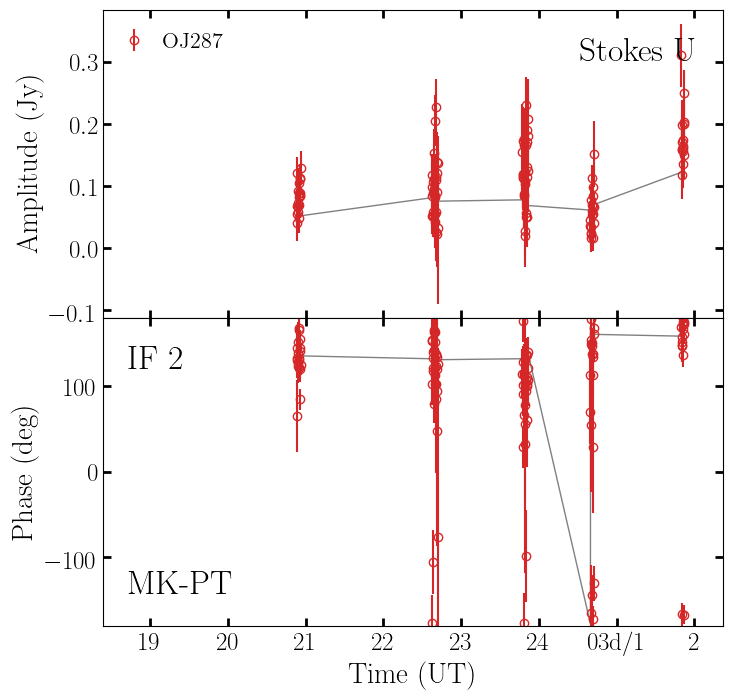 OJ287
Stokes U
0.3
0.2
0.1
0.0
−0.1
Amplitude (Jy)
IF 2
MK-PT
100
0
−100
Phase (deg)
19 20 21 22 23 24 03d/1 2
Time (UT)